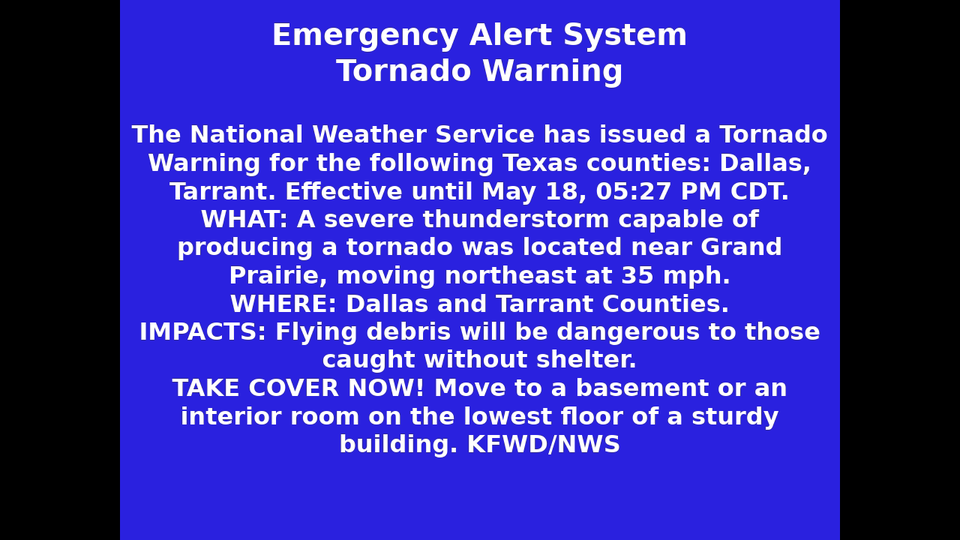 Emergency Alert System
Tornado Warning
The National Weather Service has issued a Tornado
Warning for the following Texas counties: Dallas,
Tarrant. Effective until May 18, 05:27 PM CDT.
WHAT: A severe thunderstorm capable of
producing a tornado was located near Grand
Prairie, moving northeast at 35 mph.
WHERE: Dallas and Tarrant Counties.
IMPACTS: Flying debris will be dangerous to those
caught without shelter.
TAKE COVER NOW! Move to a basement or an
interior room on the lowest floor of a sturdy
building. KFWD/NWS